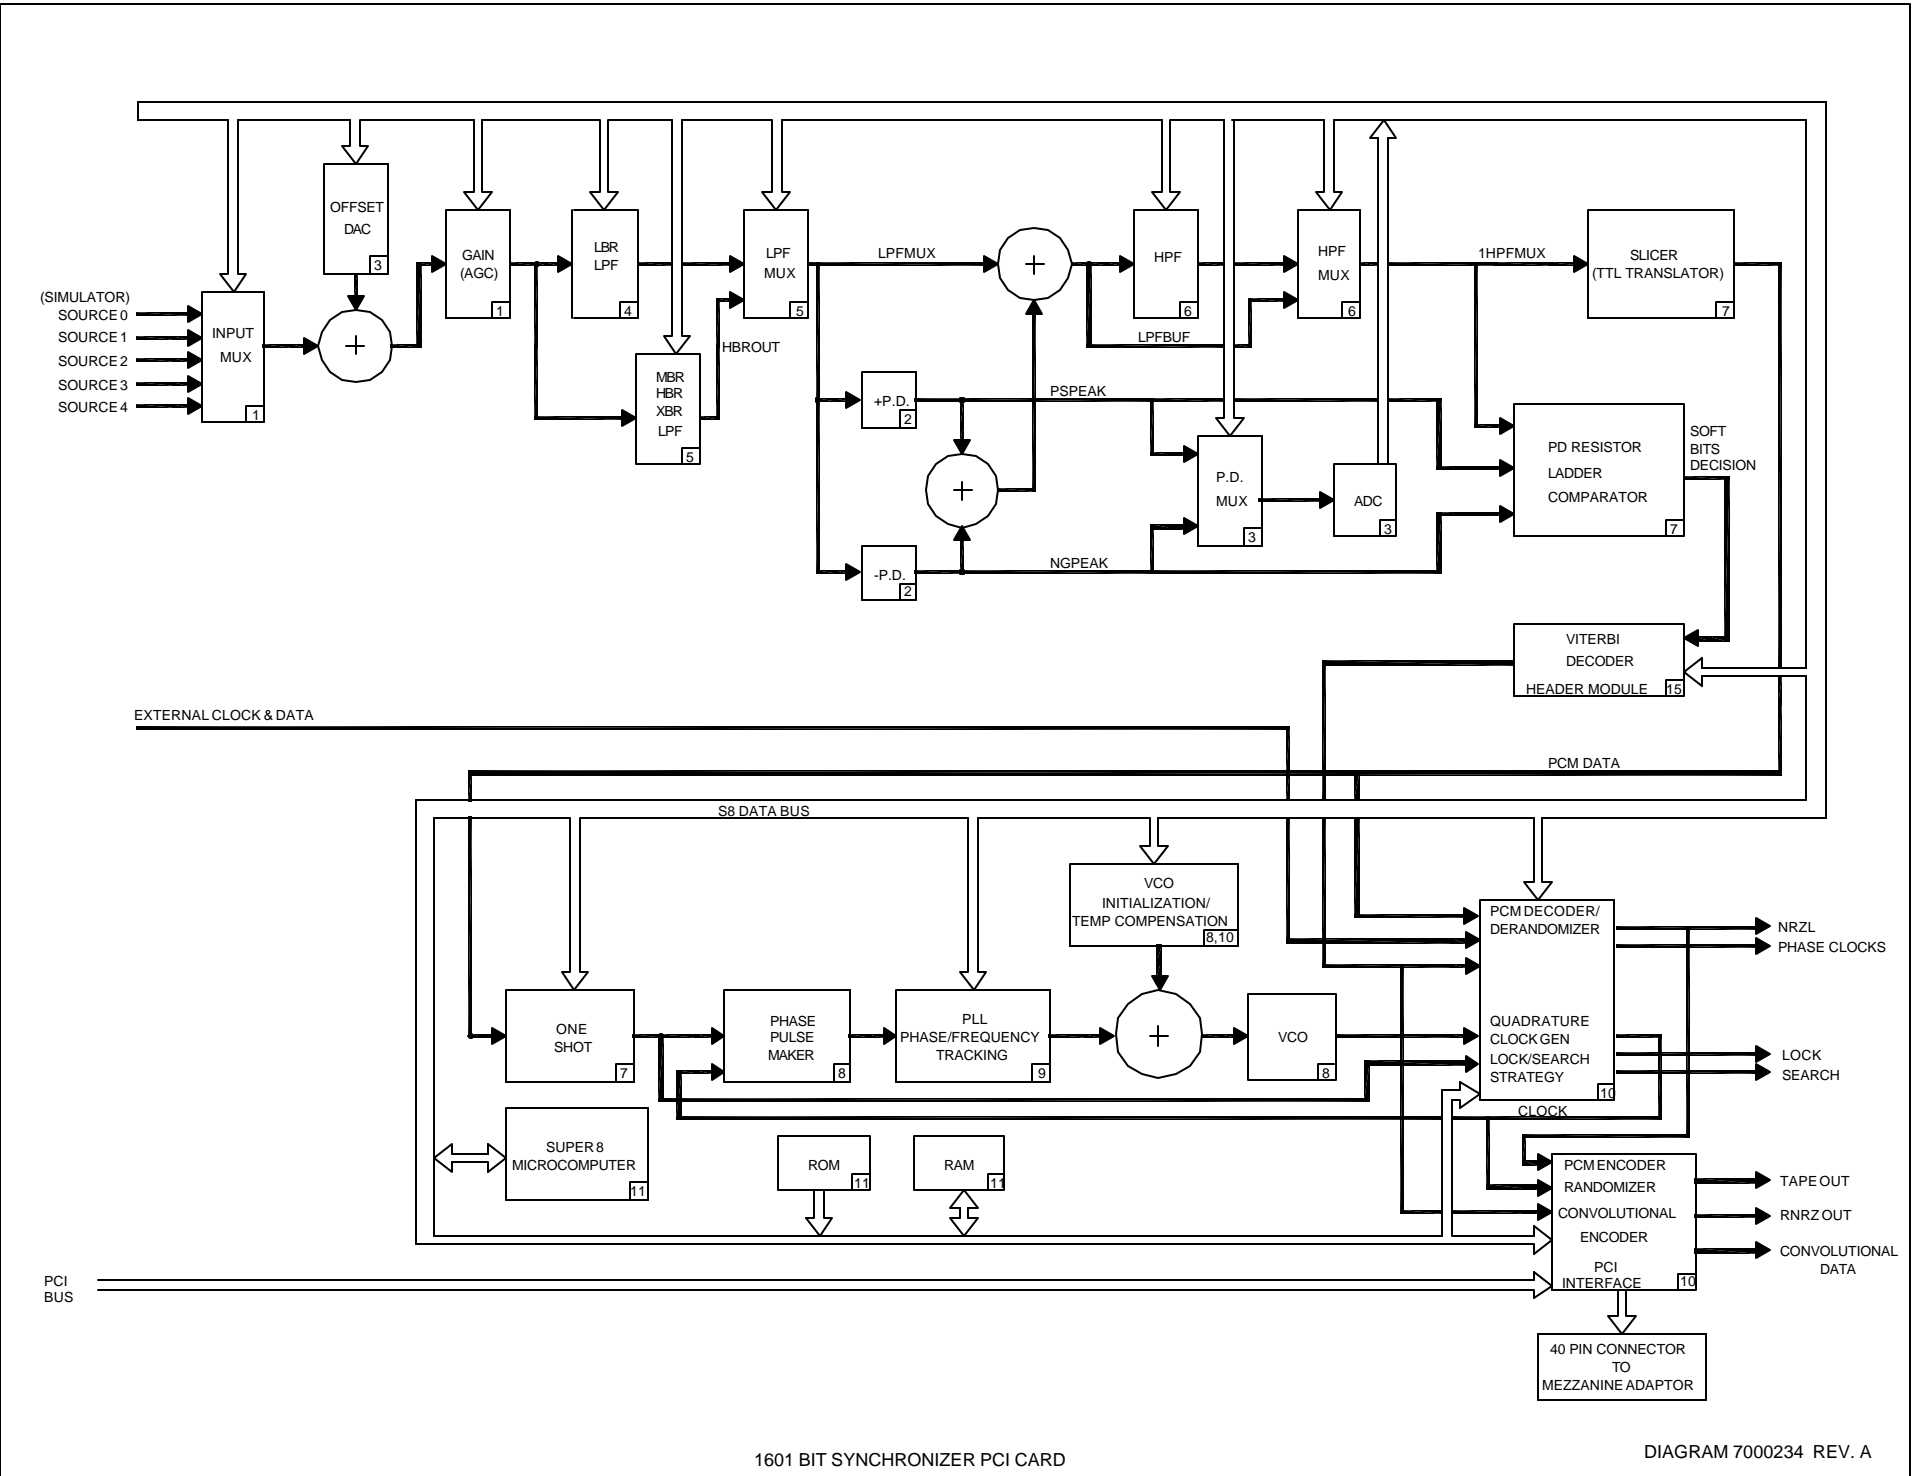 OFFSET
DAC
3
(SIMULATOR)
SOURCE 0
SOURCE 1
SOURCE 2
SOURCE 3
SOURCE 4
INPUT
MUX
1
GAIN
(AGC)
1
LBR
LPF
4
MBR
HBR
XBR
LPF
5
HBROUT
LPF
MUX
5
LPFMUX
+P.D.
2
-P.D.
2
PSPEAK
NGPEAK
HPF
6
LPFBUF
HPF
MUX
6
P.D.
MUX
3
ADC
3
1HPFMUX
SLICER
(TTL TRANSLATOR)
7
PD RESISTOR
LADDER
COMPARATOR
7
SOFT
BITS
DECISION
VITERBI
DECODER
HEADER MODULE
15
EXTERNAL CLOCK & DATA
PCM DATA
S8 DATA BUS
VCO
INITIALIZATION/
TEMP COMPENSATION
8,10
ONE
SHOT
7
PHASE
PULSE
MAKER
8
PLL
PHASE/FREQUENCY
TRACKING
9
VCO
8
PCM DECODER/
DERANDOMIZER
QUADRATURE
CLOCK GEN
LOCK/SEARCH
STRATEGY
10
NRZL
PHASE CLOCKS
LOCK
SEARCH
CLOCK
SUPER 8
MICROCOMPUTER
11
ROM
11
RAM
11
PCM ENCODER
RANDOMIZER
CONVOLUTIONAL
ENCODER
PCI
INTERFACE
10
TAPE OUT
RNRZ OUT
CONVOLUTIONAL
DATA
PCI
BUS
40 PIN CONNECTOR
TO
MEZZANINE ADAPTOR
1601 BIT SYNCHRONIZER PCI CARD
DIAGRAM 7000234 REV. A